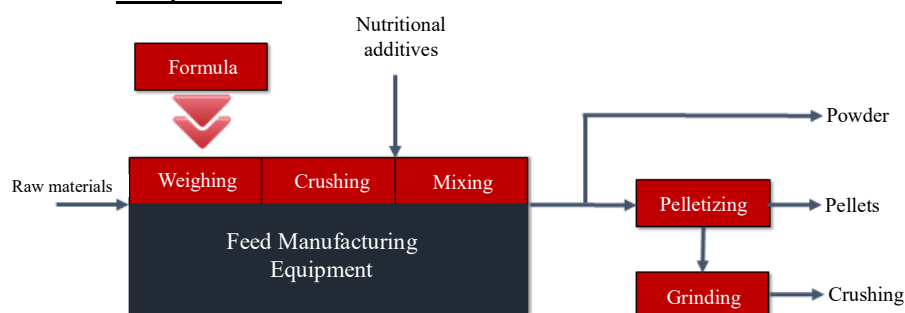 Nutritional
additives
Formula
Powder
Raw materials
Weighing
Crushing
Mixing
Pelletizing
Pellets
Feed Manufacturing
Equipment
Grinding
Crushing